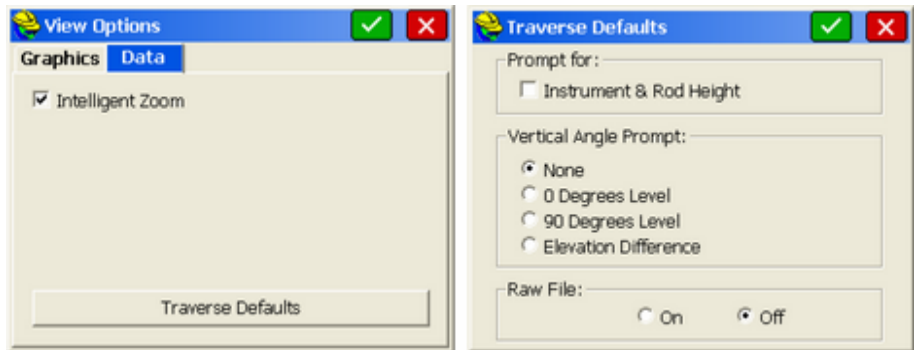 View Options
Graphics Data
Intelligent Zoom
Traverse Defaults
Traverse Defaults
Prompt for:
Instrument & Rod Height
Vertical Angle Prompt:
None
0 Degrees Level
90 Degrees Level
Elevation Difference
Raw File:
On Off